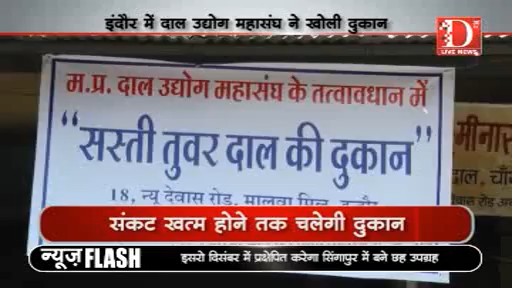 इंदौर में दाल उद्योग महासंघ ने खोली दुकान
D
LIVE NEWS
म.प्र. दाल उद्योग महासंघ के तत्वावधान में
“सस्ती तुवर दाल की दुकान”
मीनास
दाल, चाँ
18, न्यू देवास रोड, मालवा मिल, इन्दौर
संकट खत्म होने तक चलेगी दुकान
न्यूज़ FLASH
इसरो दिसंबर में प्रक्षेपित करेगा सिंगापुर में बने छह उपग्रह